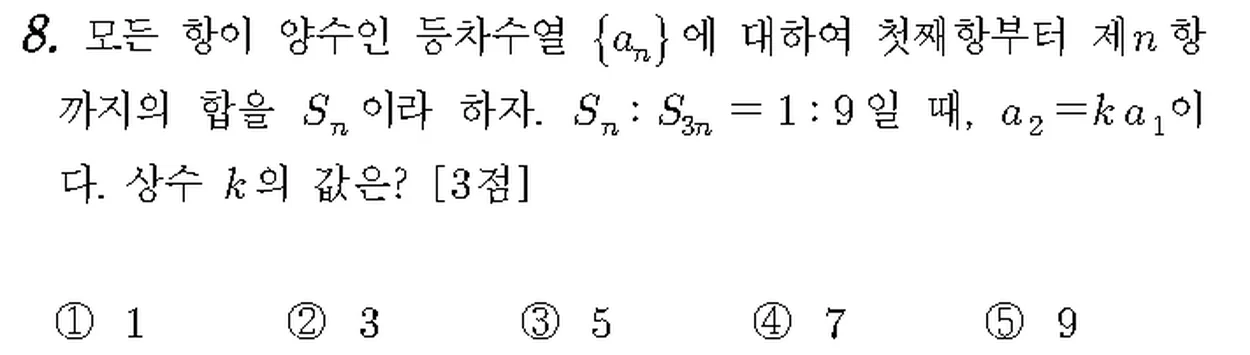 8. 모든 항이 양수인 등차수열 {aₙ}에 대하여 첫째항부터 제n항
까지의 합을 Sₙ이라 하자. Sₙ : S₃ₙ = 1 : 9일 때, a₂=k a₁이
다. 상수 k의 값은? [3점]
① 1 ② 3 ③ 5 ④ 7 ⑤ 9